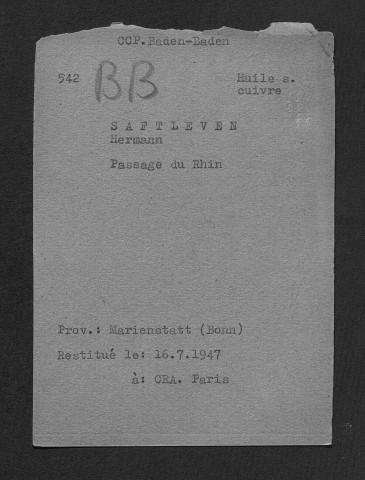 CCP. Baden-Baden
542 BB Huile s.
cuivre
SAFTLEVEN
Hermann
Passage du Rhin
Prov.: Marienstatt (Bonn)
Restitué le: 16.7.1947
à: CRA. Paris